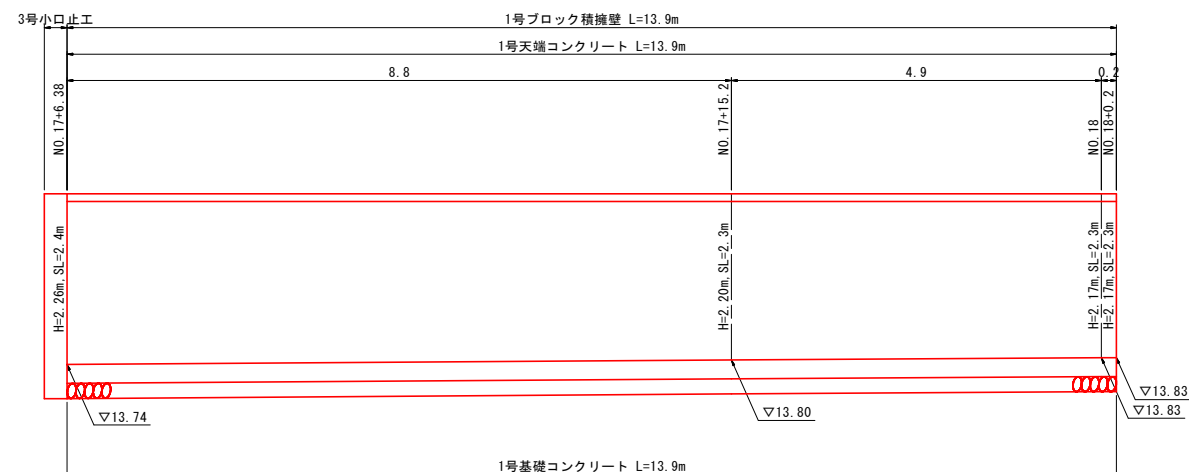 3号小口止工
1号ブロック積擁壁 L=13.9m
1号天端コンクリート L=13.9m
8.8
4.9
0.2
NO.17+6.38
NO.17+15.2
NO.18
NO.18+0.2
H=2.26m,SL=2.4m
H=2.20m,SL=2.3m
H=2.17m,SL=2.3m
H=2.17m,SL=2.3m
▽13.74
▽13.80
▽13.83
▽13.83
1号基礎コンクリート L=13.9m